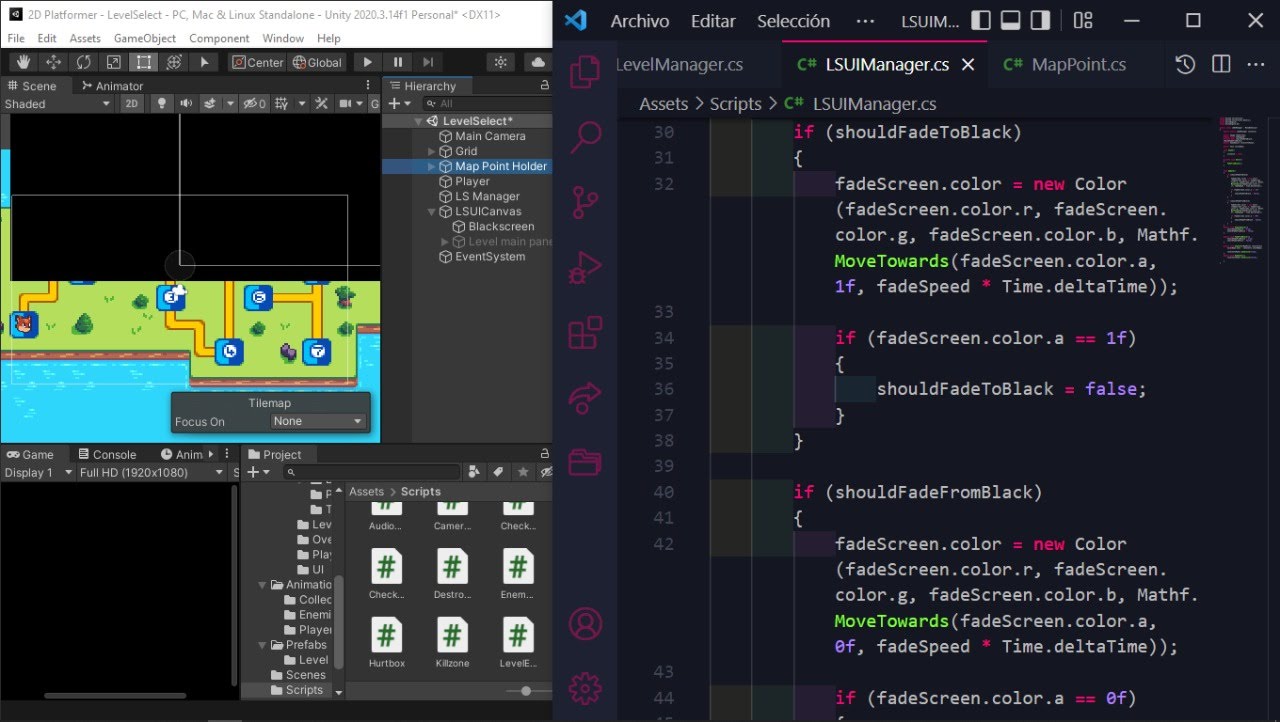 2D Platformer - LevelSelect - PC, Mac & Linux Standalone - Unity 2020.3.14f1 Personal* <DX11>
File Edit Assets GameObject Component Window Help
Center Global
Scene Animator
Shaded 2D 0 G
3
6
4
7
Tilemap
Focus On None
Hierarchy
All
LevelSelect*
Main Camera
Grid
Map Point Holder
Player
LS Manager
LSUICanvas
Blackscreen
Level main pane
EventSystem
Game Console Anim
Display 1 Full HD (1920x1080) S
Project
Assets > Scripts
P
T
Lev
Ove
Play
UI
Animatio
Collec
Enemi
Player
Prefabs
Level
Scenes
Scripts
Audio... Camer... Check...
Check... Destro... Enem...
Hurtbox Killzone LevelE...
Archivo Editar Selección ··· LSUIM...
LevelManager.cs C# LSUIManager.cs C# MapPoint.cs
Assets > Scripts > C# LSUIManager.cs
30 if (shouldFadeToBlack)
31 {
32 fadeScreen.color = new Color
(fadeScreen.color.r, fadeScreen.
color.g, fadeScreen.color.b, Mathf.
MoveTowards(fadeScreen.color.a,
1f, fadeSpeed * Time.deltaTime));
33
34 if (fadeScreen.color.a == 1f)
35 {
36 shouldFadeToBlack = false;
37 }
38 }
39
40 if (shouldFadeFromBlack)
41 {
42 fadeScreen.color = new Color
(fadeScreen.color.r, fadeScreen.
color.g, fadeScreen.color.b, Mathf.
MoveTowards(fadeScreen.color.a,
0f, fadeSpeed * Time.deltaTime));
43
44 if (fadeScreen.color.a == 0f)